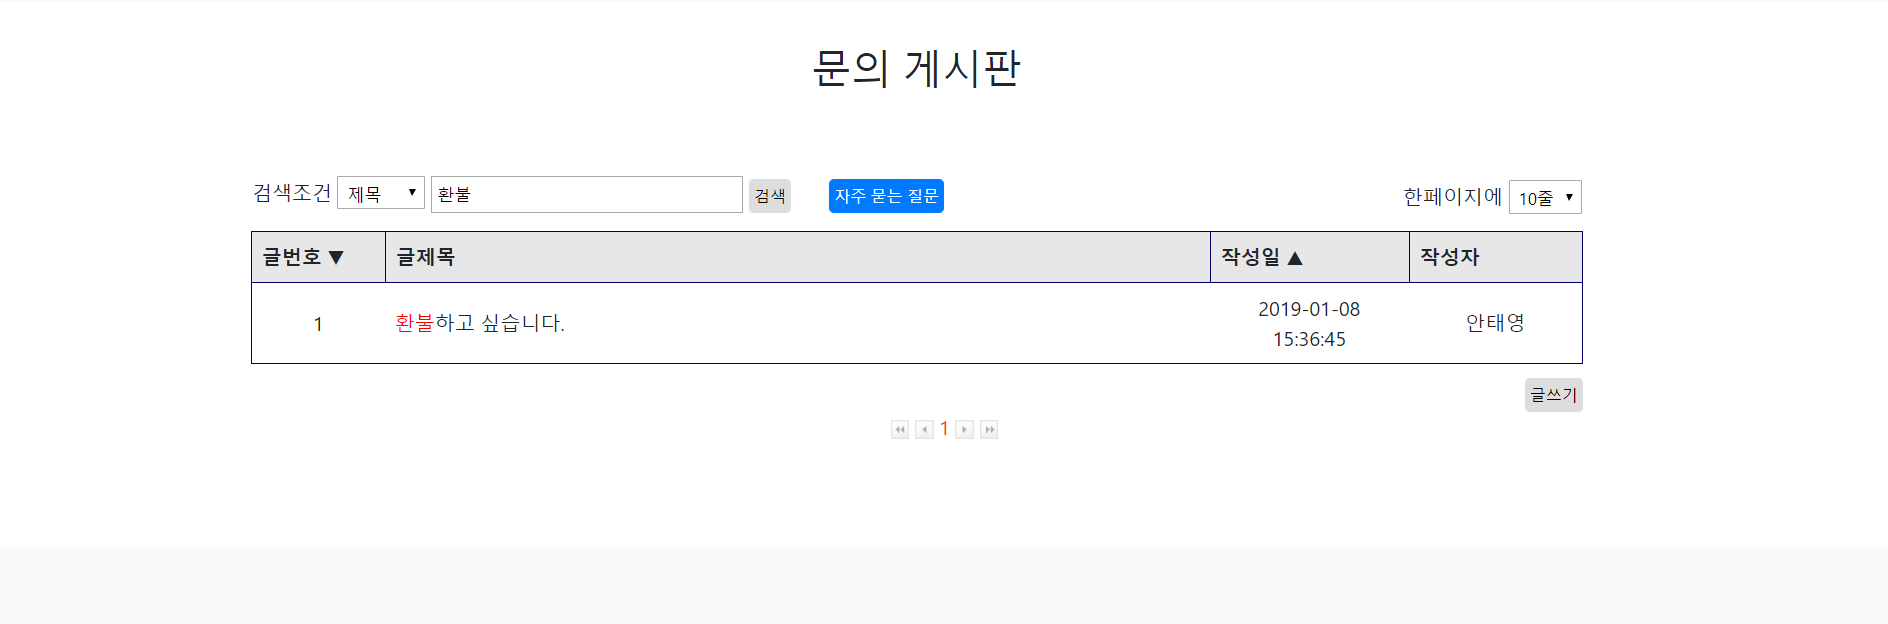 문의 게시판
검색조건 제목 ▼ 환불 검색 자주 묻는 질문 한페이지에 10줄 ▼
글번호 ▼ 글제목 작성일 ▲ 작성자
1 환불하고 싶습니다. 2019-01-08 15:36:45 안태영
글쓰기
1